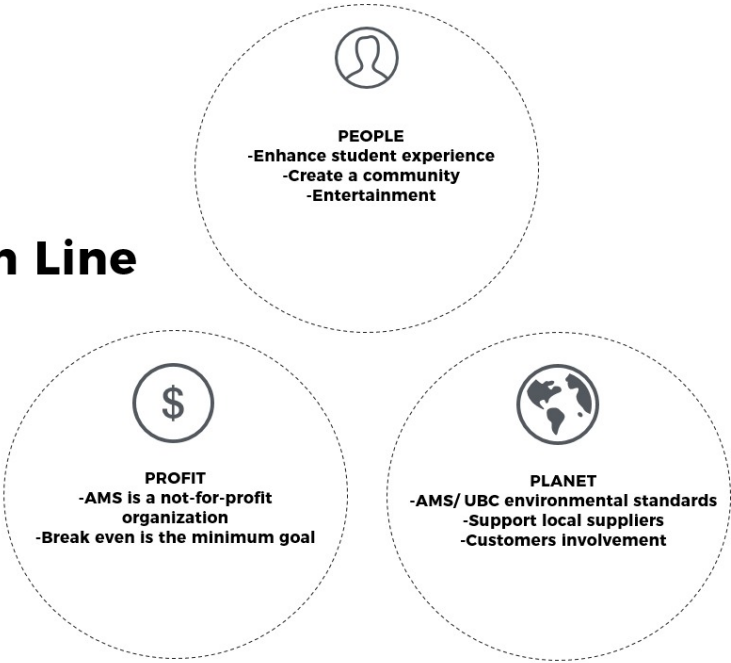 PEOPLE
-Enhance student experience
-Create a community
-Entertainment
n Line
$
PROFIT
-AMS is a not-for-profit
organization
-Break even is the minimum goal
PLANET
-AMS/ UBC environmental standards
-Support local suppliers
-Customers involvement